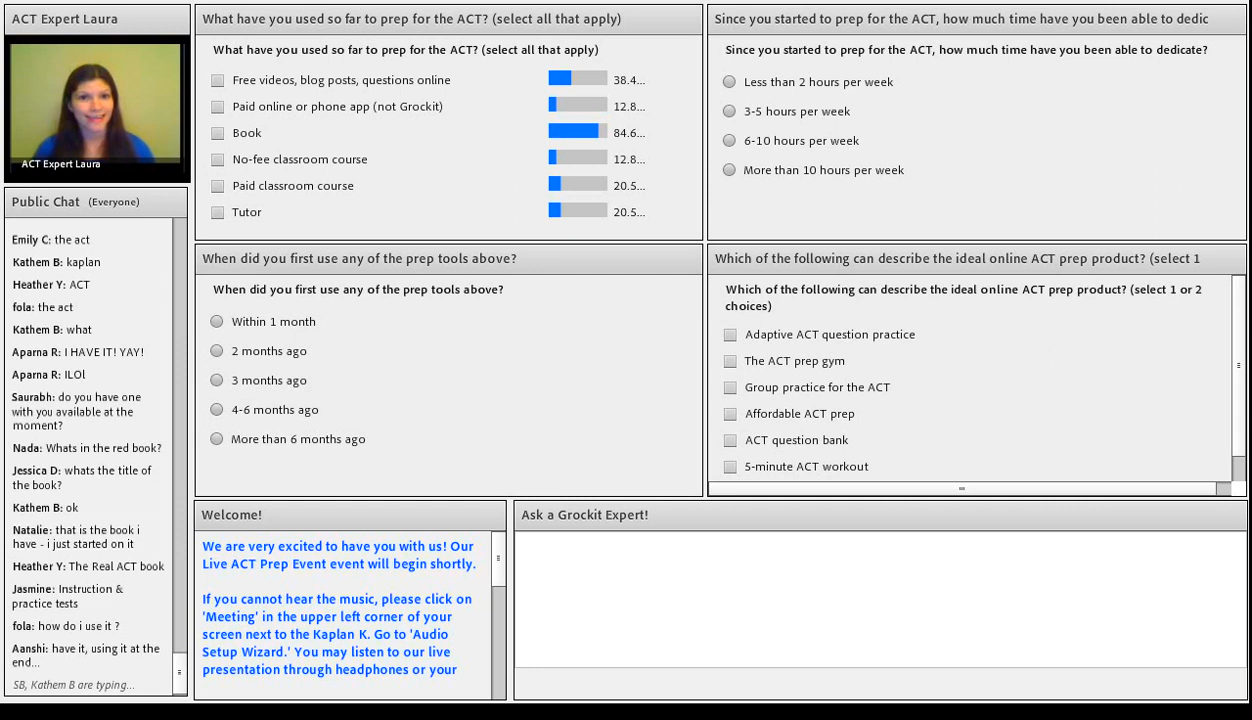 ACT Expert Laura
ACT Expert Laura
Public Chat (Everyone)
Emily C: the act
Kathem B: kaplan
Heather Y: ACT
fola: the act
Kathem B: what
Aparna R: I HAVE IT! YAY!
Aparna R: ILOl
Saurabh: do you have one
with you available at the
moment?
Nada: Whats in the red book?
Jessica D: whats the title of
the book?
Kathem B: ok
Natalie: that is the book i
have - i just started on it
Heather Y: The Real ACT book
Jasmine: Instruction &
practice tests
fola: how do i use it ?
Aanshi: have it, using it at the
end...
SB, Kathem B are typing...
What have you used so far to prep for the ACT? (select all that apply)
What have you used so far to prep for the ACT? (select all that apply)
Free videos, blog posts, questions online 38.4...
Paid online or phone app (not Grockit) 12.8...
Book 84.6...
No-fee classroom course 12.8...
Paid classroom course 20.5...
Tutor 20.5...
Since you started to prep for the ACT, how much time have you been able to dedic
Since you started to prep for the ACT, how much time have you been able to dedicate?
Less than 2 hours per week
3-5 hours per week
6-10 hours per week
More than 10 hours per week
When did you first use any of the prep tools above?
When did you first use any of the prep tools above?
Within 1 month
2 months ago
3 months ago
4-6 months ago
More than 6 months ago
Which of the following can describe the ideal online ACT prep product? (select 1
Which of the following can describe the ideal online ACT prep product? (select 1 or 2
choices)
Adaptive ACT question practice
The ACT prep gym
Group practice for the ACT
Affordable ACT prep
ACT question bank
5-minute ACT workout
Welcome!
We are very excited to have you with us! Our
Live ACT Prep Event event will begin shortly.
If you cannot hear the music, please click on
'Meeting' in the upper left corner of your
screen next to the Kaplan K. Go to 'Audio
Setup Wizard.' You may listen to our live
presentation through headphones or your
Ask a Grockit Expert!